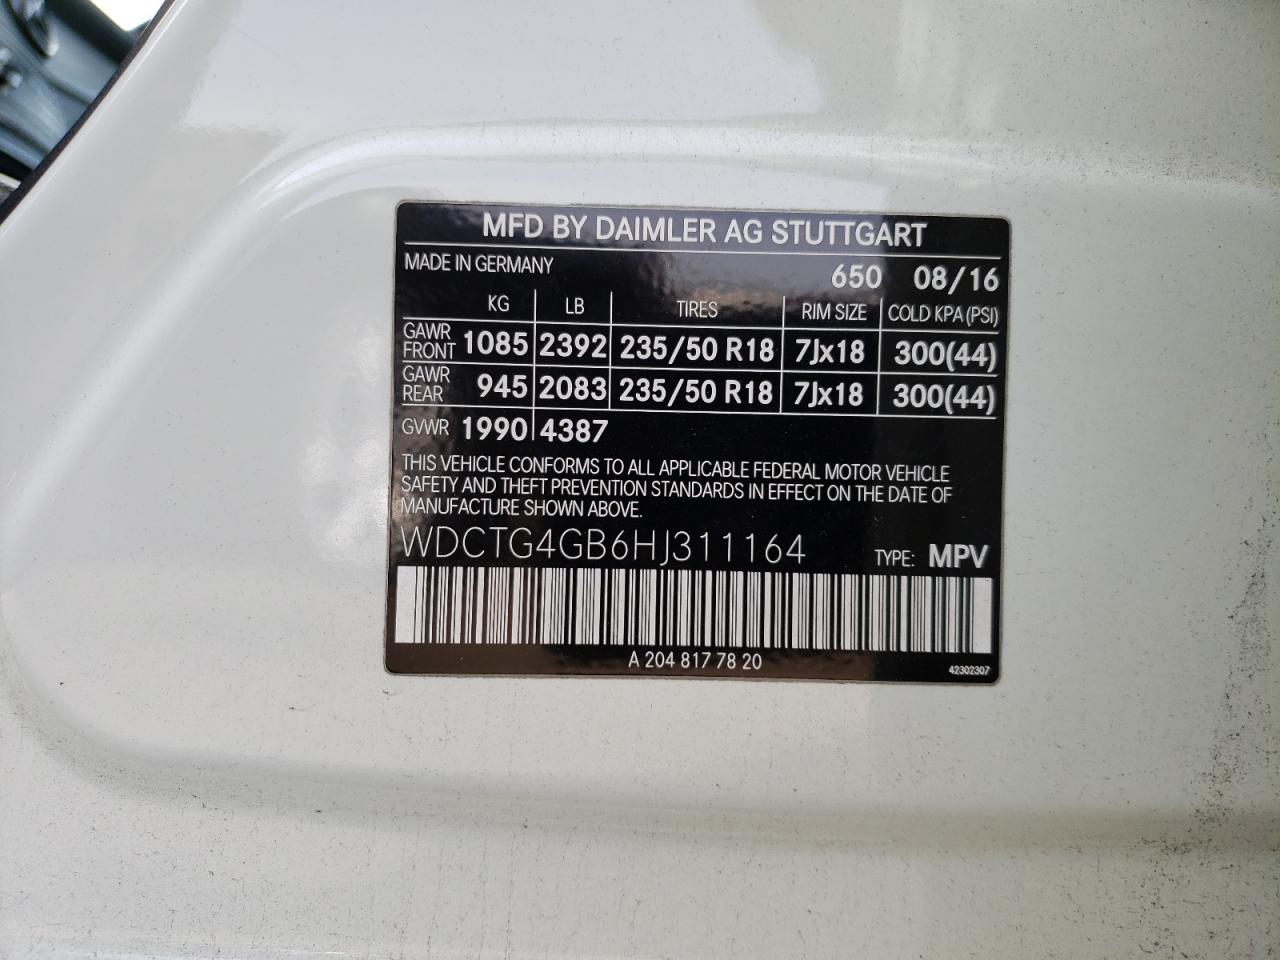 MFD BY DAIMLER AG STUTTGART
MADE IN GERMANY 650 08/16
KG LB TIRES RIM SIZE COLD KPA (PSI)
GAWR FRONT 1085 2392 235/50 R18 7Jx18 300(44)
GAWR REAR 945 2083 235/50 R18 7Jx18 300(44)
GVWR 1990 4387
THIS VEHICLE CONFORMS TO ALL APPLICABLE FEDERAL MOTOR VEHICLE
SAFETY AND THEFT PREVENTION STANDARDS IN EFFECT ON THE DATE OF
MANUFACTURE SHOWN ABOVE.
WDCTG4GB6HJ311164 TYPE: MPV
A 204 817 78 20 42302307